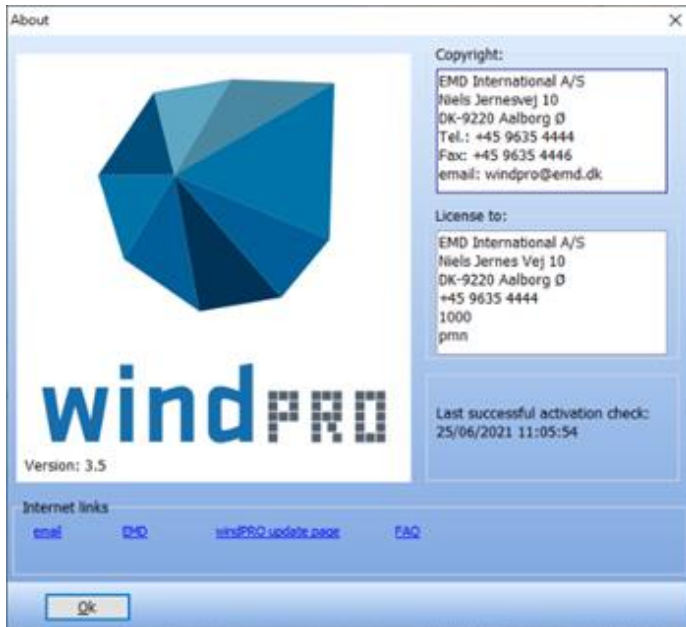 About
Copyright:
EMD International A/S
Niels Jernesvej 10
DK-9220 Aalborg Ø
Tel.: +45 9635 4444
Fax: +45 9635 4446
email: windpro@emd.dk
License to:
EMD International A/S
Niels Jernes Vej 10
DK-9220 Aalborg Ø
+45 9635 4444
1000
pmn
windPRO
Version: 3.5
Last successful activation check:
25/06/2021 11:05:54
Internet links
email EMD windPRO update page FAQ
Ok